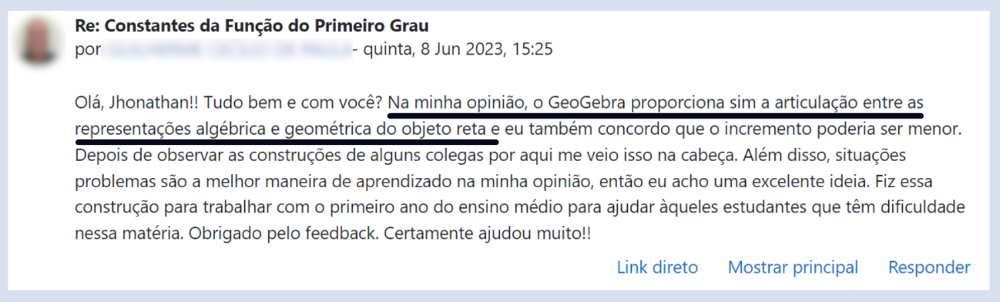 Re: Constantes da Função do Primeiro Grau
por - quinta, 8 Jun 2023, 15:25
Olá, Jhonathan!! Tudo bem e com você? Na minha opinião, o GeoGebra proporciona sim a articulação entre as
representações algébrica e geométrica do objeto reta e eu também concordo que o incremento poderia ser menor.
Depois de observar as construções de alguns colegas por aqui me veio isso na cabeça. Além disso, situações
problemas são a melhor maneira de aprendizado na minha opinião, então eu acho uma excelente ideia. Fiz essa
construção para trabalhar com o primeiro ano do ensino médio para ajudar àqueles estudantes que têm dificuldade
nessa matéria. Obrigado pelo feedback. Certamente ajudou muito!!
Link direto Mostrar principal Responder